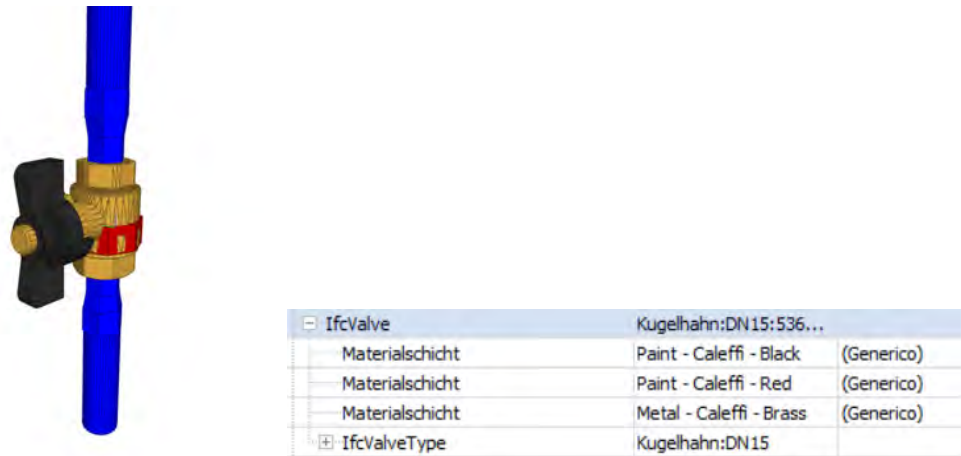 IfcValve Kugelhahn:DN15:536...
Materialschicht Paint - Caleffi - Black (Generico)
Materialschicht Paint - Caleffi - Red (Generico)
Materialschicht Metal - Caleffi - Brass (Generico)
IfcValveType Kugelhahn:DN15